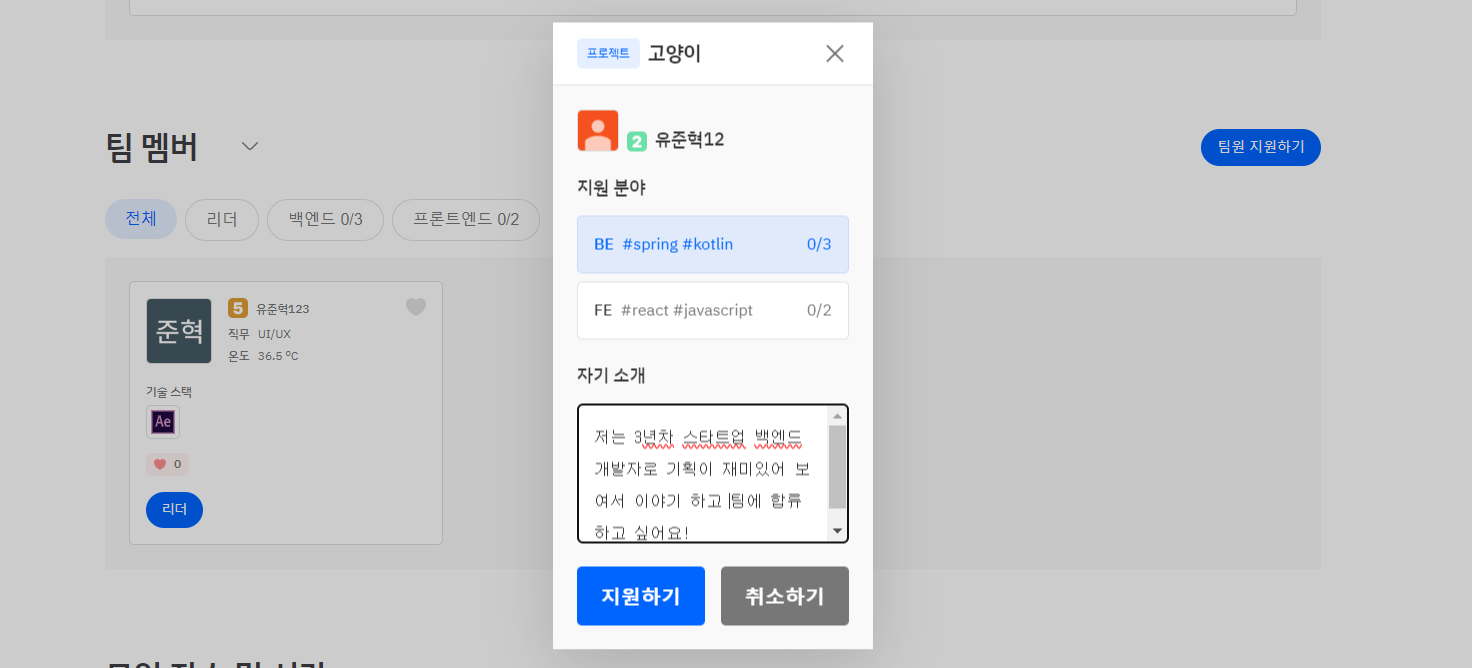 프로젝트 고양이
2 유준혁12
지원 분야
BE #spring #kotlin 0/3
FE #react #javascript 0/2
자기 소개
저는 3년차 스타트업 백엔드
개발자로 기획이 재미있어 보
여서 이야기 하고 팀에 합류
하고 싶어요!
지원하기 취소하기
팀 멤버
팀원 지원하기
전체 리더 백엔드 0/3 프론트엔드 0/2
준혁
5 유준혁123
직무 UI/UX
온도 36.5 ºC
기술 스택
Ae
0
리더